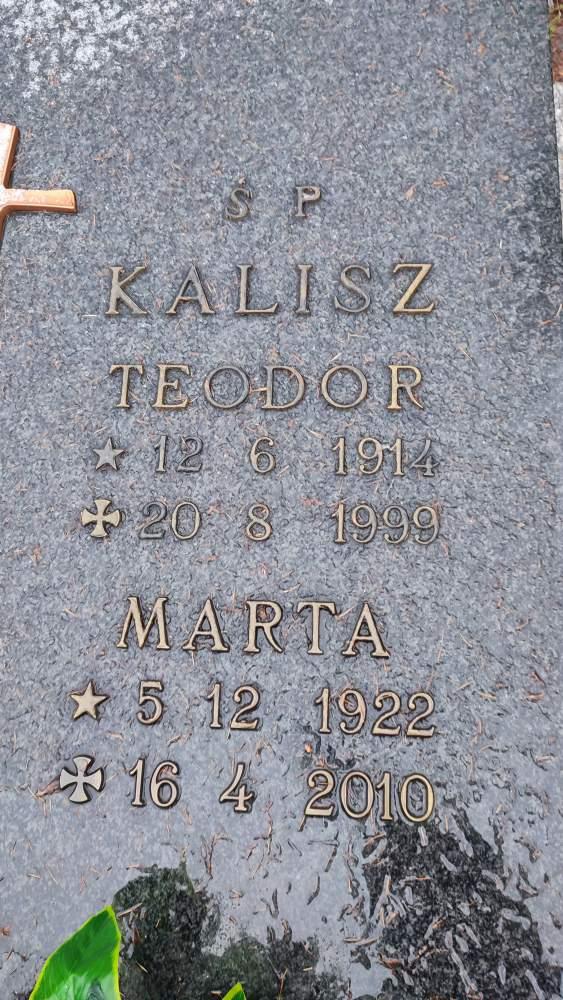 Ś P
KALISZ
TEODOR
12 6 1914
20 8 1999
MARTA
5 12 1922
16 4 2010